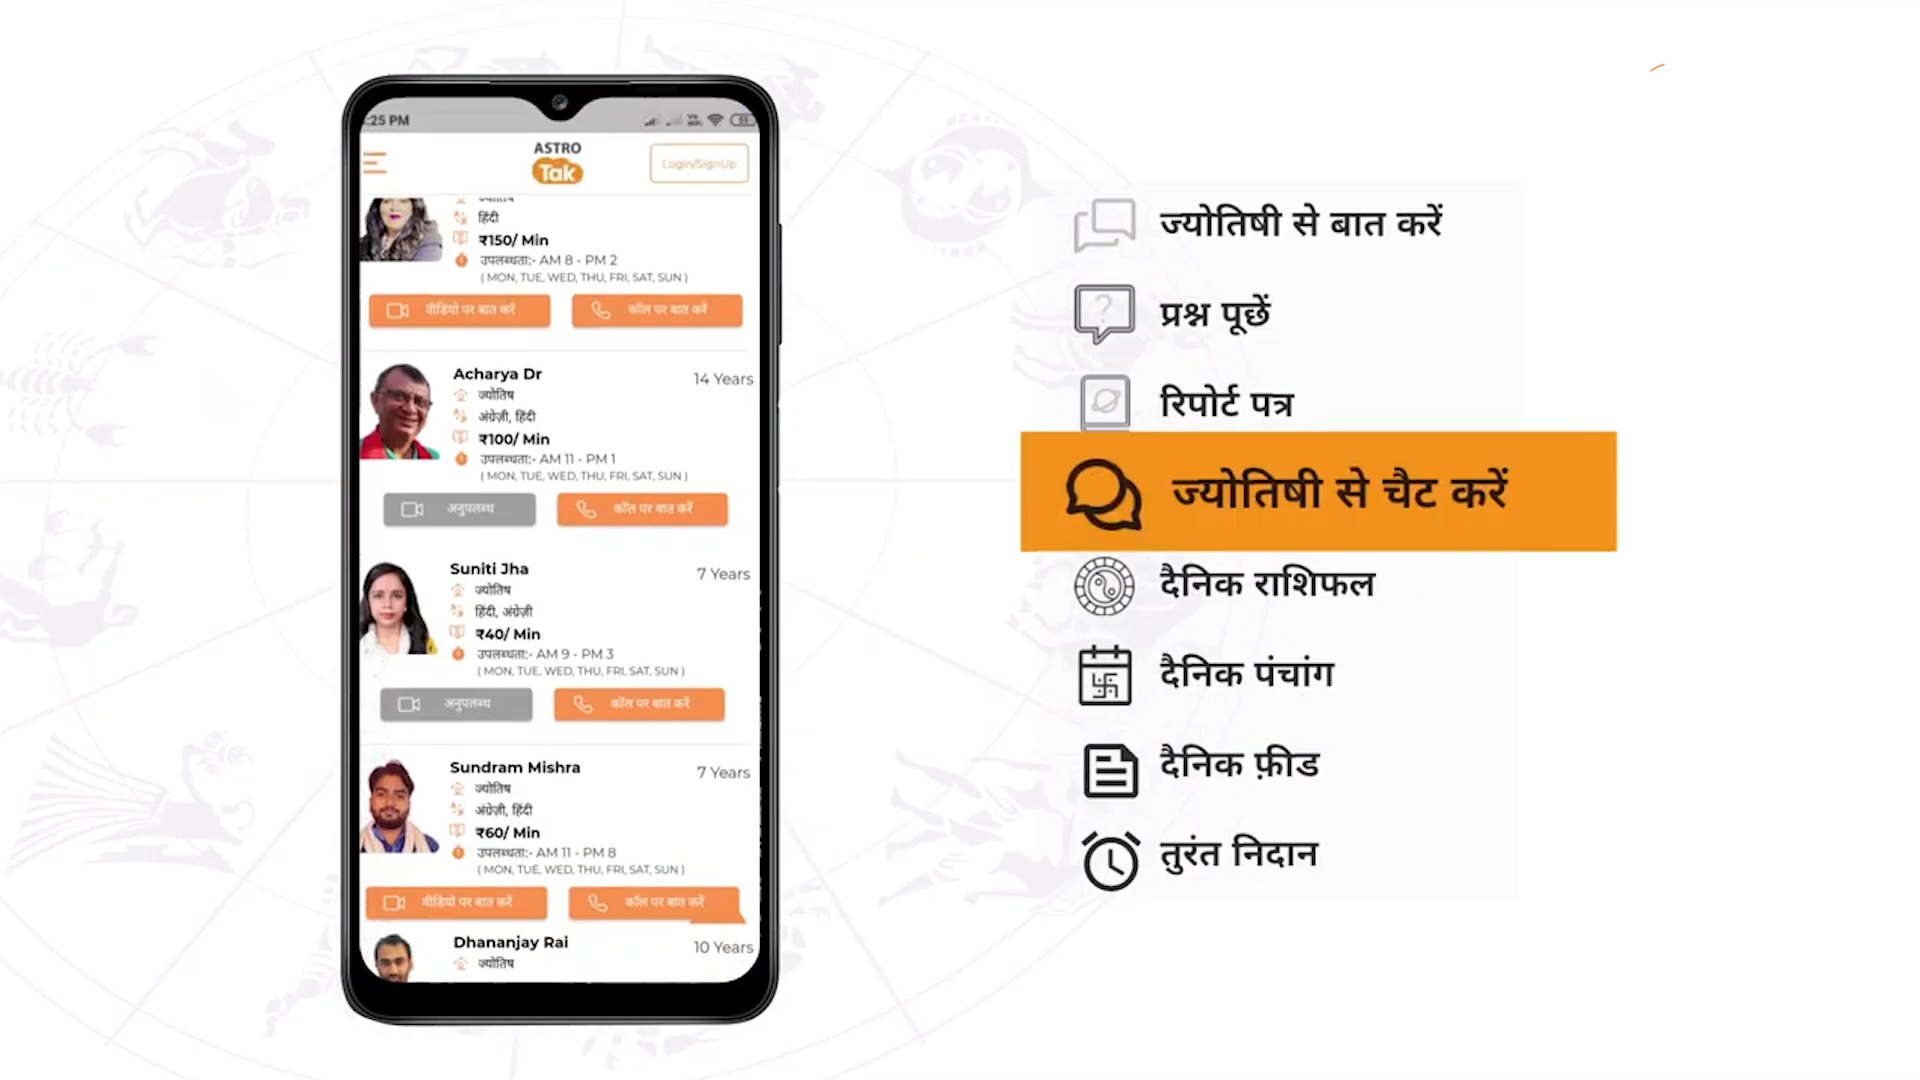 :25 PM
51
ASTRO
Tak
Login/SignUp
ज्योतिष
हिंदी
₹150/ Min
उपलब्धता:- AM 8 - PM 2
( MON, TUE, WED, THU, FRI, SAT, SUN )
वीडियो पर बात करें
कॉल पर बात करें
Acharya Dr
14 Years
ज्योतिष
अंग्रेज़ी, हिंदी
₹100/ Min
उपलब्धता:- AM 11 - PM 1
( MON, TUE, WED, THU, FRI, SAT, SUN )
अनुपलब्ध
कॉल पर बात करें
Suniti Jha
7 Years
ज्योतिष
हिंदी, अंग्रेज़ी
₹40/ Min
उपलब्धता:- AM 9 - PM 3
( MON, TUE, WED, THU, FRI, SAT, SUN )
अनुपलब्ध
कॉल पर बात करें
Sundram Mishra
7 Years
ज्योतिष
अंग्रेज़ी, हिंदी
₹60/ Min
उपलब्धता:- AM 11 - PM 8
( MON, TUE, WED, THU, FRI, SAT, SUN )
वीडियो पर बात करें
कॉल पर बात करें
Dhananjay Rai
10 Years
ज्योतिष
ज्योतिषी से बात करें
प्रश्न पूछें
रिपोर्ट पत्र
ज्योतिषी से चैट करें
दैनिक राशिफल
दैनिक पंचांग
दैनिक फ़ीड
तुरंत निदान